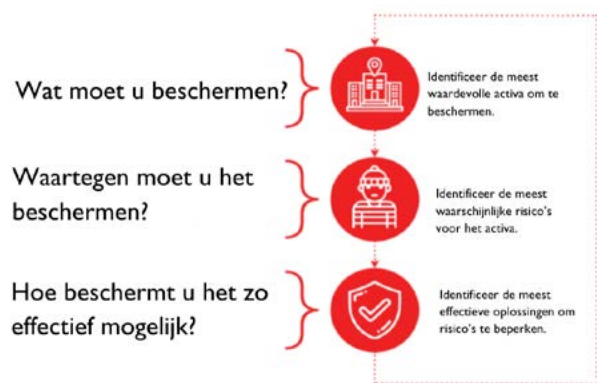 Wat moet u beschermen?
Identificeer de meest
waardevolle activa om te
beschermen.
Waartegen moet u het
beschermen?
Identificeer de meest
waarschijnlijke risico's
voor het activa.
Hoe beschermt u het zo
effectief mogelijk?
Identificeer de meest
effectieve oplossingen om
risico's te beperken.